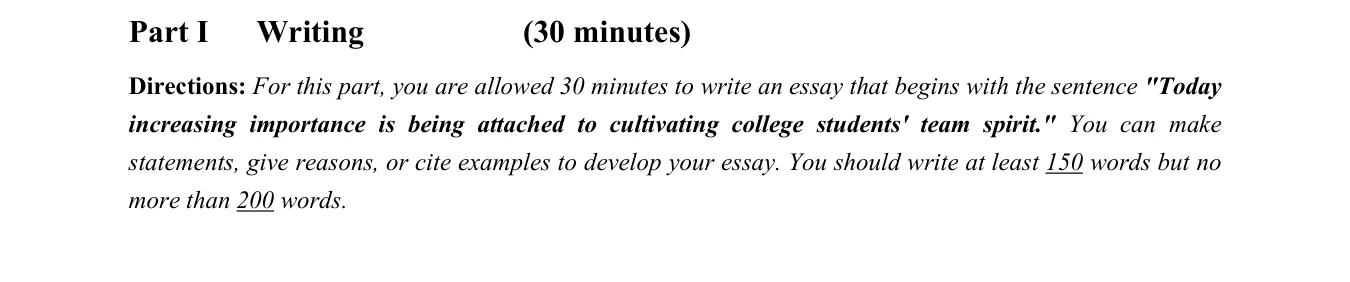 Part I Writing (30 minutes)
Directions: For this part, you are allowed 30 minutes to write an essay that begins with the sentence "Today
increasing importance is being attached to cultivating college students' team spirit." You can make
statements, give reasons, or cite examples to develop your essay. You should write at least 150 words but no
more than 200 words.